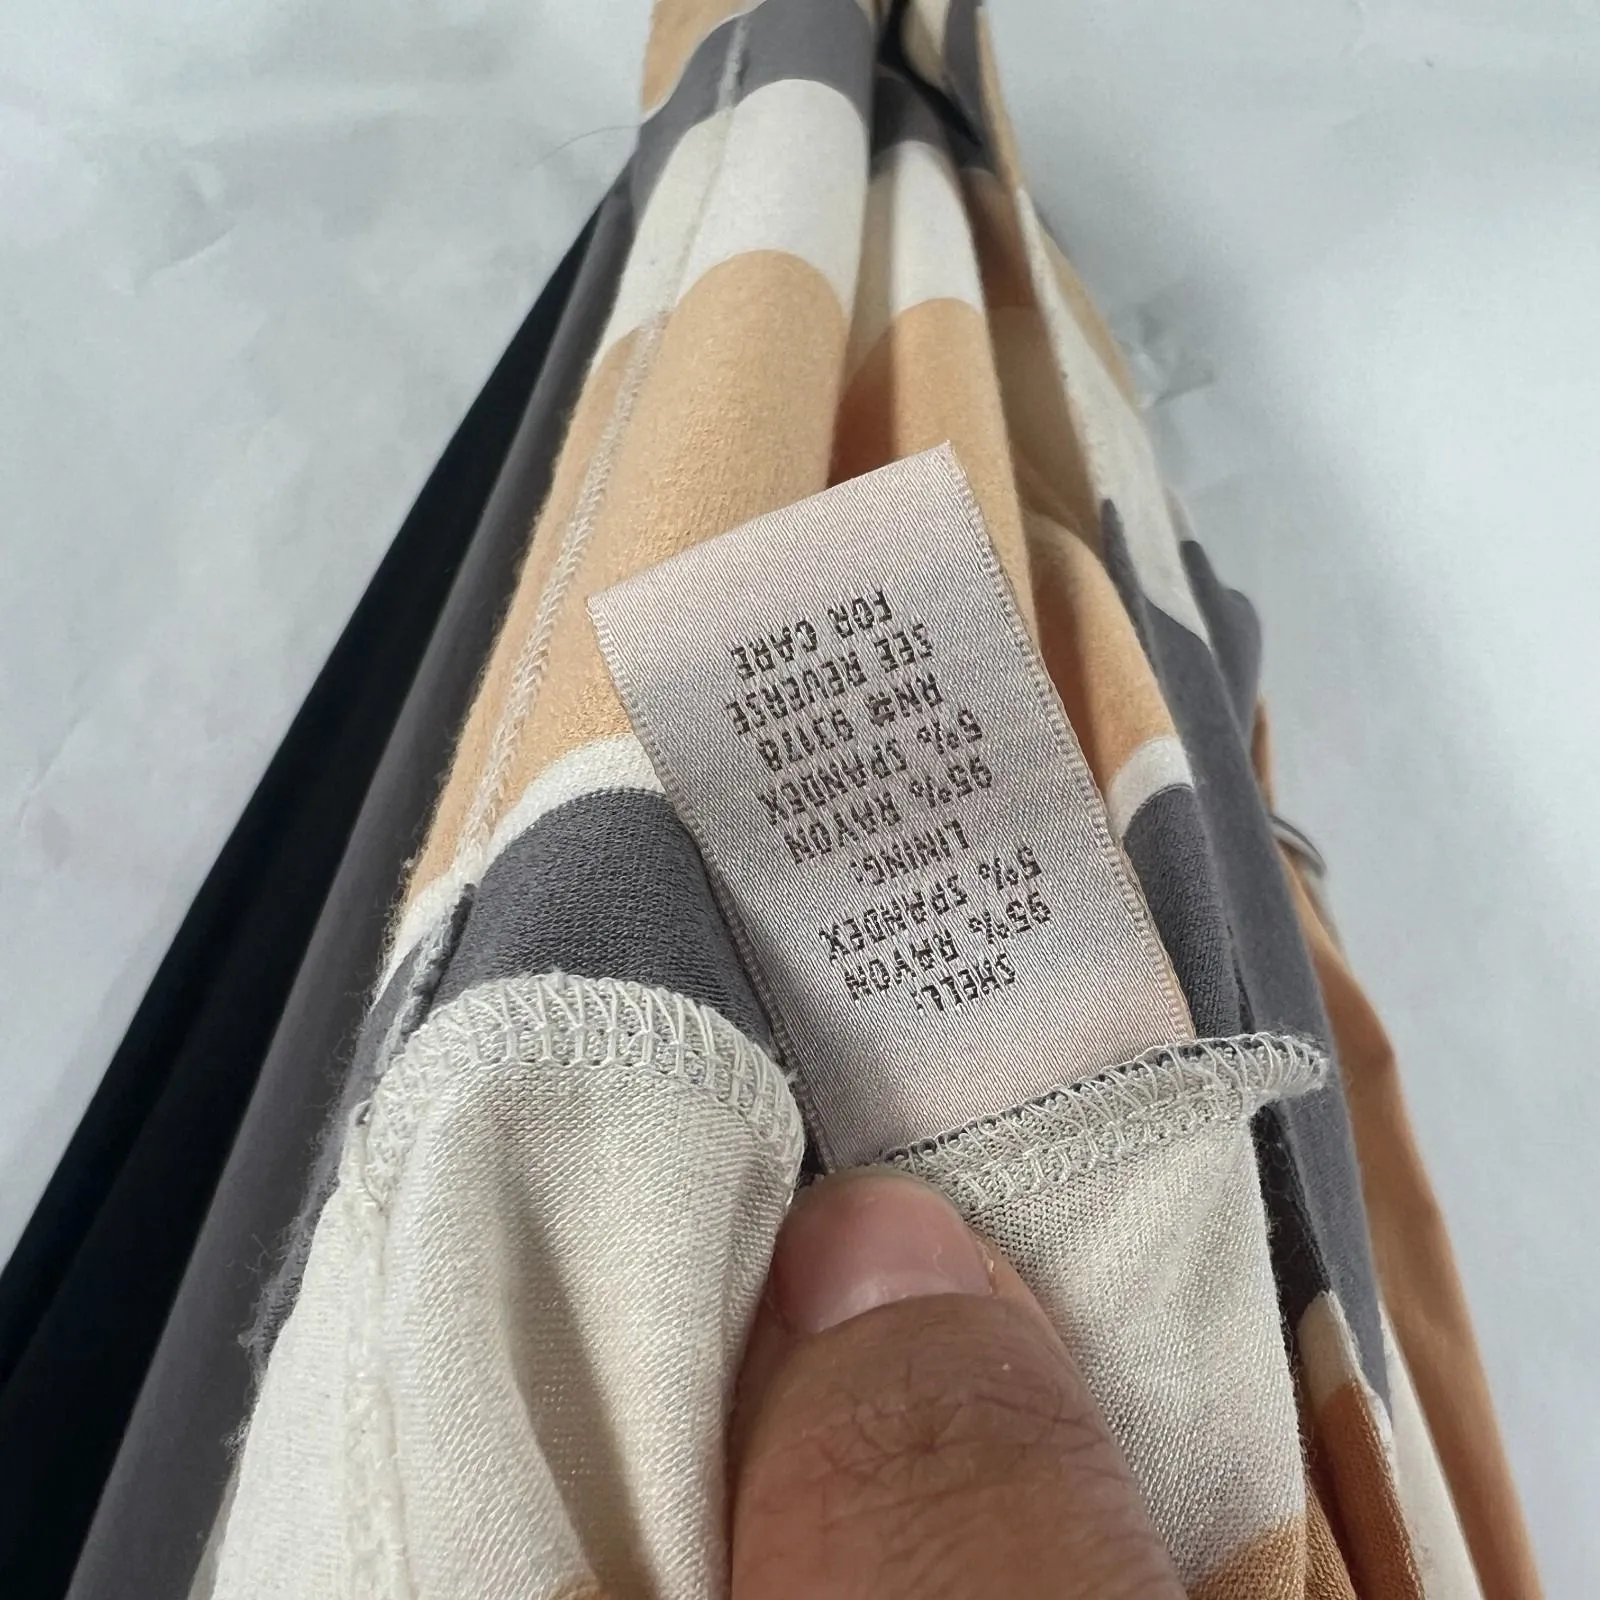 SHELL:
95% RAYON
5% SPANDEX
LINING:
95% RAYON
5% SPANDEX
RN# 93178
SEE REVERSE
FOR CARE